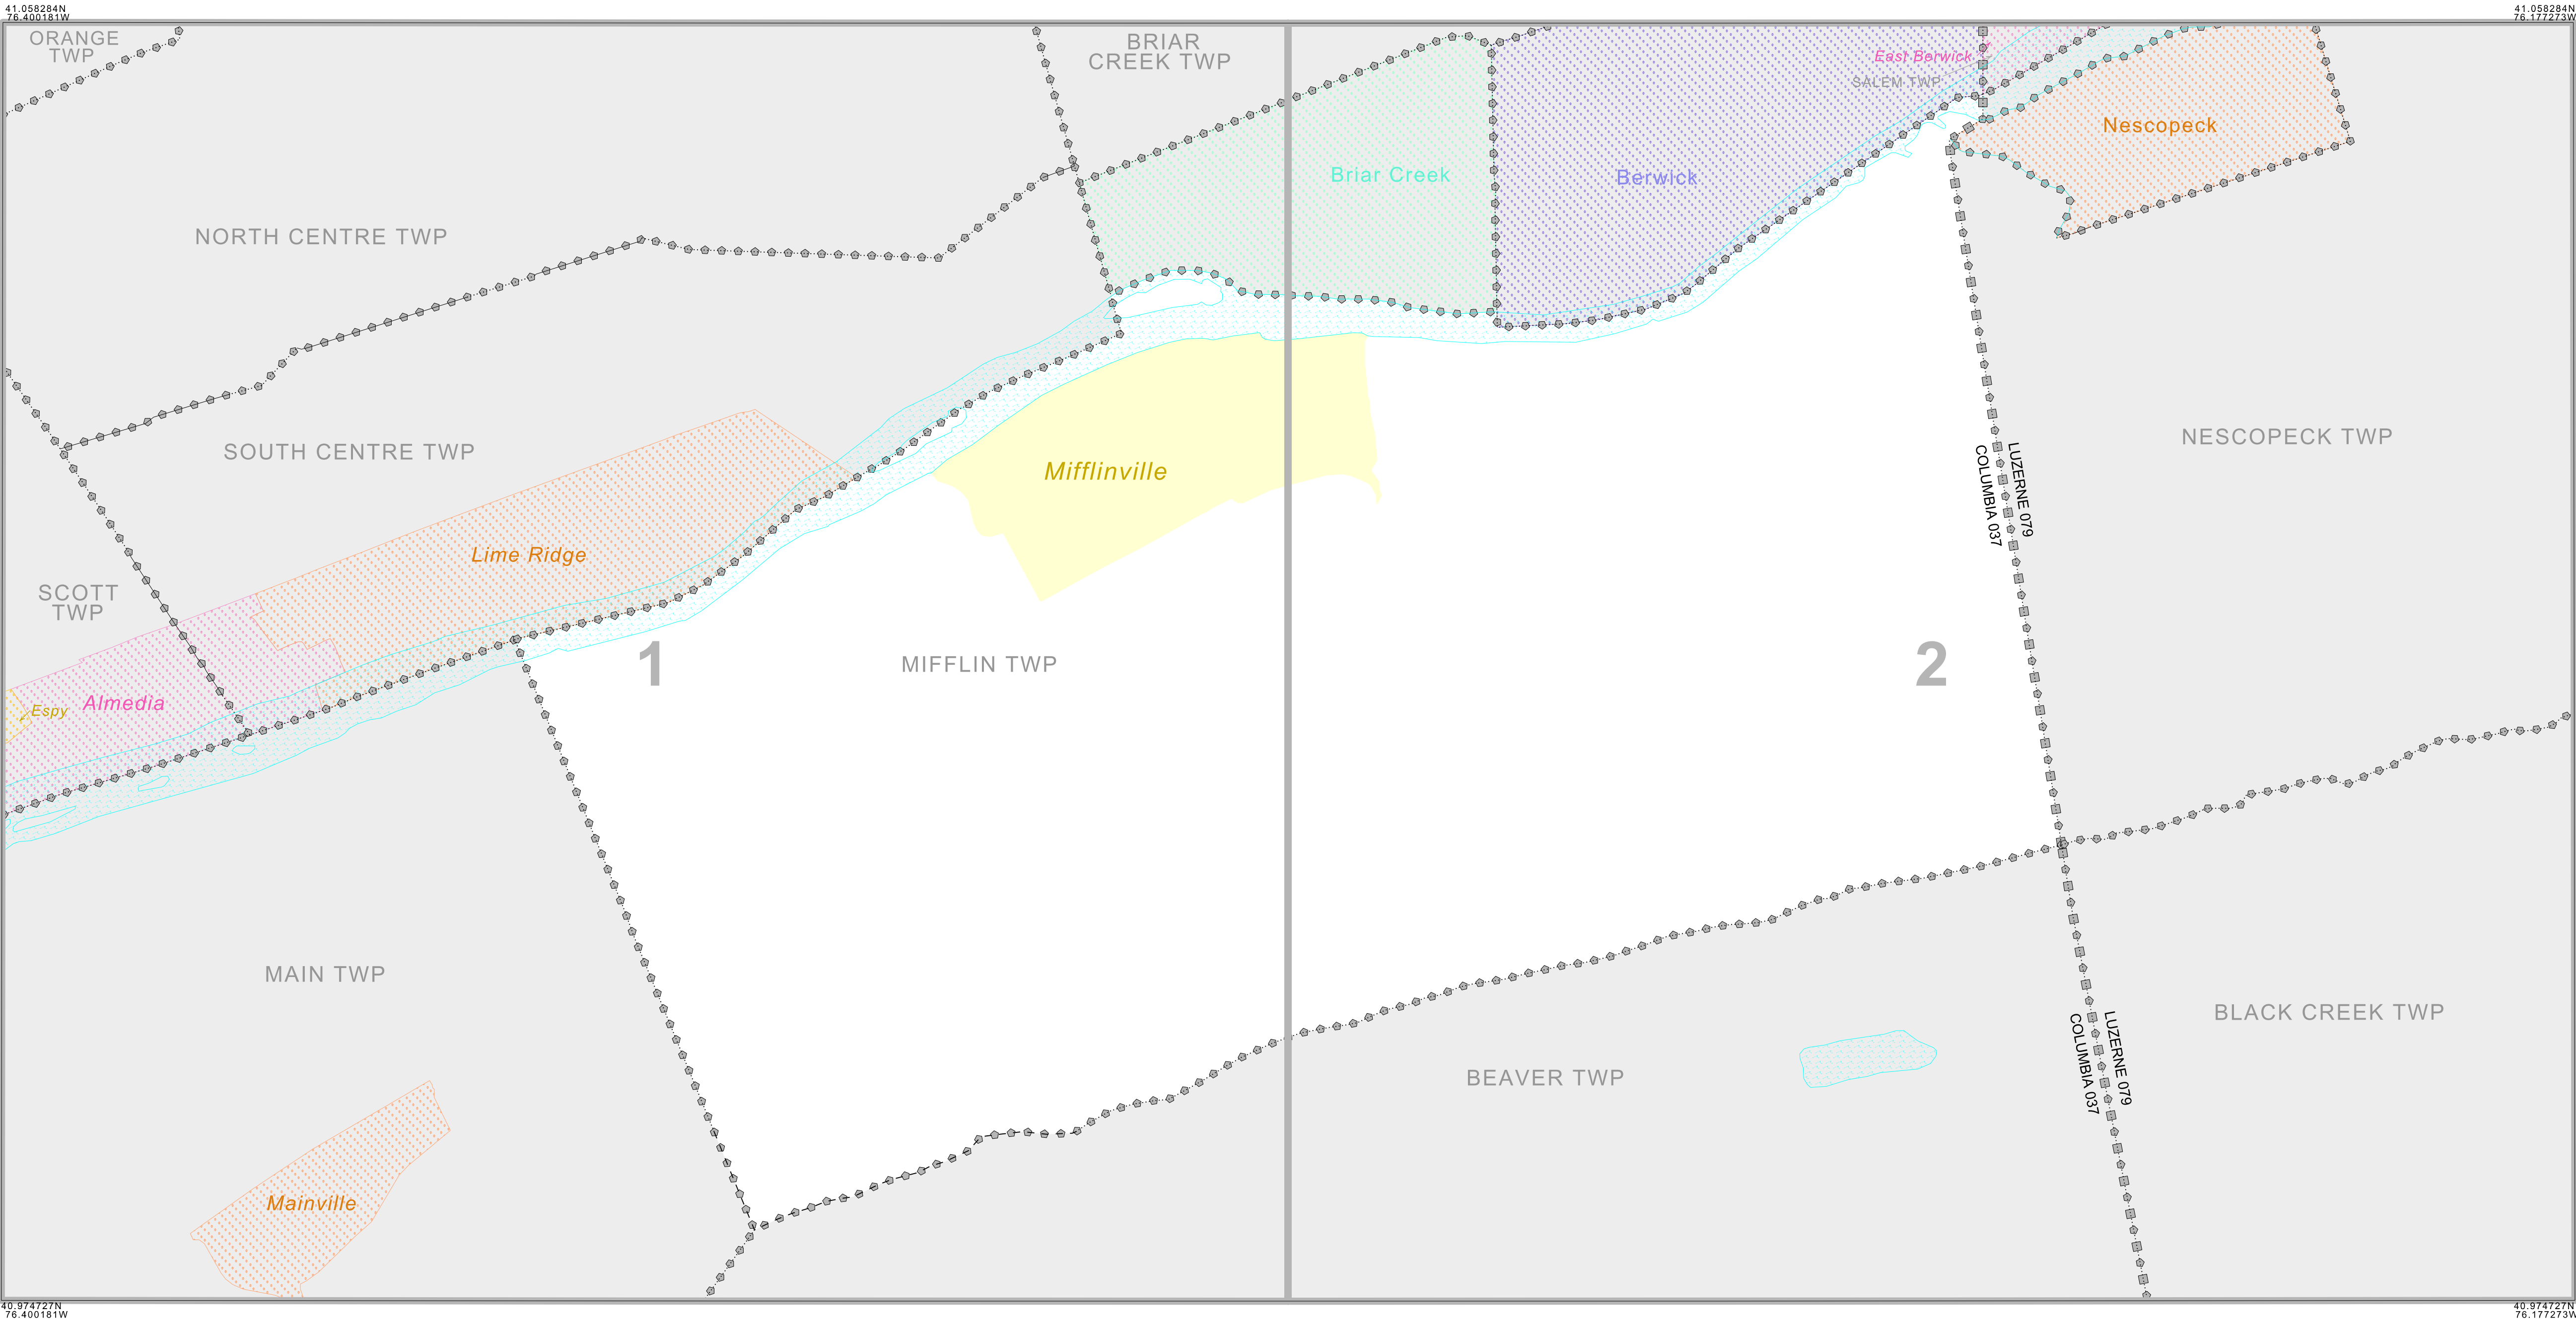 41.058284N
76.400181W
41.058284N
76.177273W
ORANGE
TWP
BRIAR
CREEK TWP
East Berwick
SALEM TWP
Nescopeck
Briar Creek
Berwick
NORTH CENTRE TWP
NESCOPECK TWP
SOUTH CENTRE TWP
Mifflinville
LUZERNE 079
COLUMBIA 037
Lime Ridge
SCOTT
TWP
1
MIFFLIN TWP
2
Almedia
Espy
MAIN TWP
BLACK CREEK TWP
LUZERNE 079
COLUMBIA 037
BEAVER TWP
Mainville
40.974727N
76.400181W
40.974727N
76.177273W